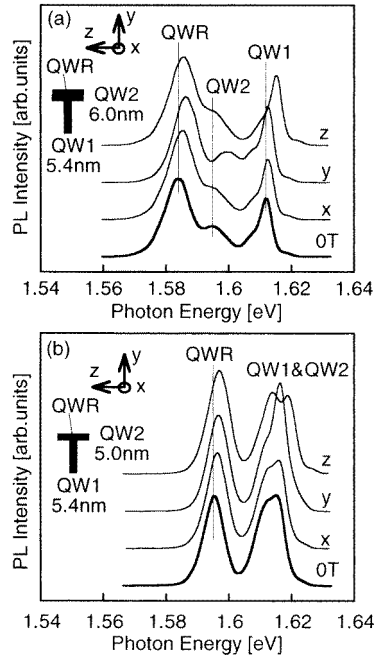 (a)
y
z
x
QWR
QW2
6.0nm
QW1
5.4nm
QWR
QW2
QW1
z
y
x
0T
PL Intensity [arb.units]
1.54 1.56 1.58 1.60 1.62 1.64
Photon Energy [eV]
(b)
y
z
x
QWR
QW2
5.0nm
QW1
5.4nm
QWR
QW1&QW2
z
y
x
0T
PL Intensity [arb.units]
1.54 1.56 1.58 1.60 1.62 1.64
Photon Energy [eV]